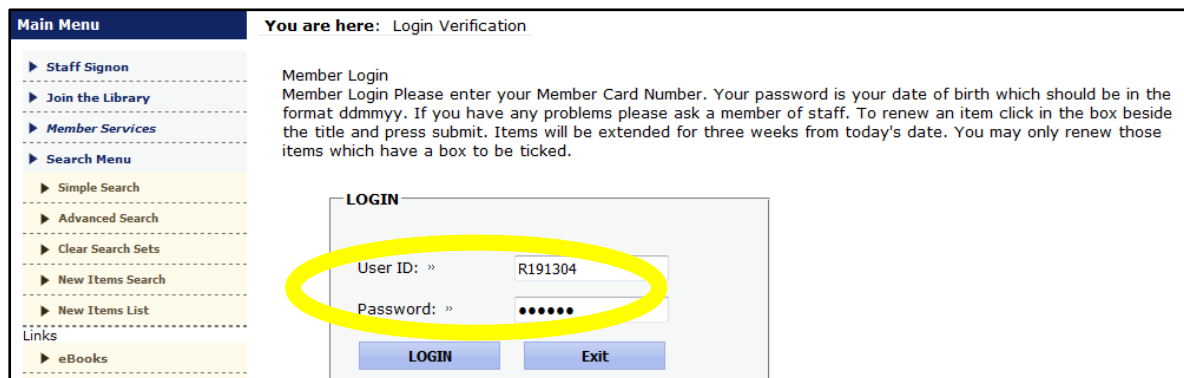 Main Menu
You are here: Login Verification
Staff Signon
Join the Library
Member Services
Search Menu
Simple Search
Advanced Search
Clear Search Sets
New Items Search
New Items List
Links
eBooks
Member Login
Member Login Please enter your Member Card Number. Your password is your date of birth which should be in the
format ddmmyy. If you have any problems please ask a member of staff. To renew an item click in the box beside
the title and press submit. Items will be extended for three weeks from today's date. You may only renew those
items which have a box to be ticked.
LOGIN
User ID: » R191304
Password: » ••••••
LOGIN Exit